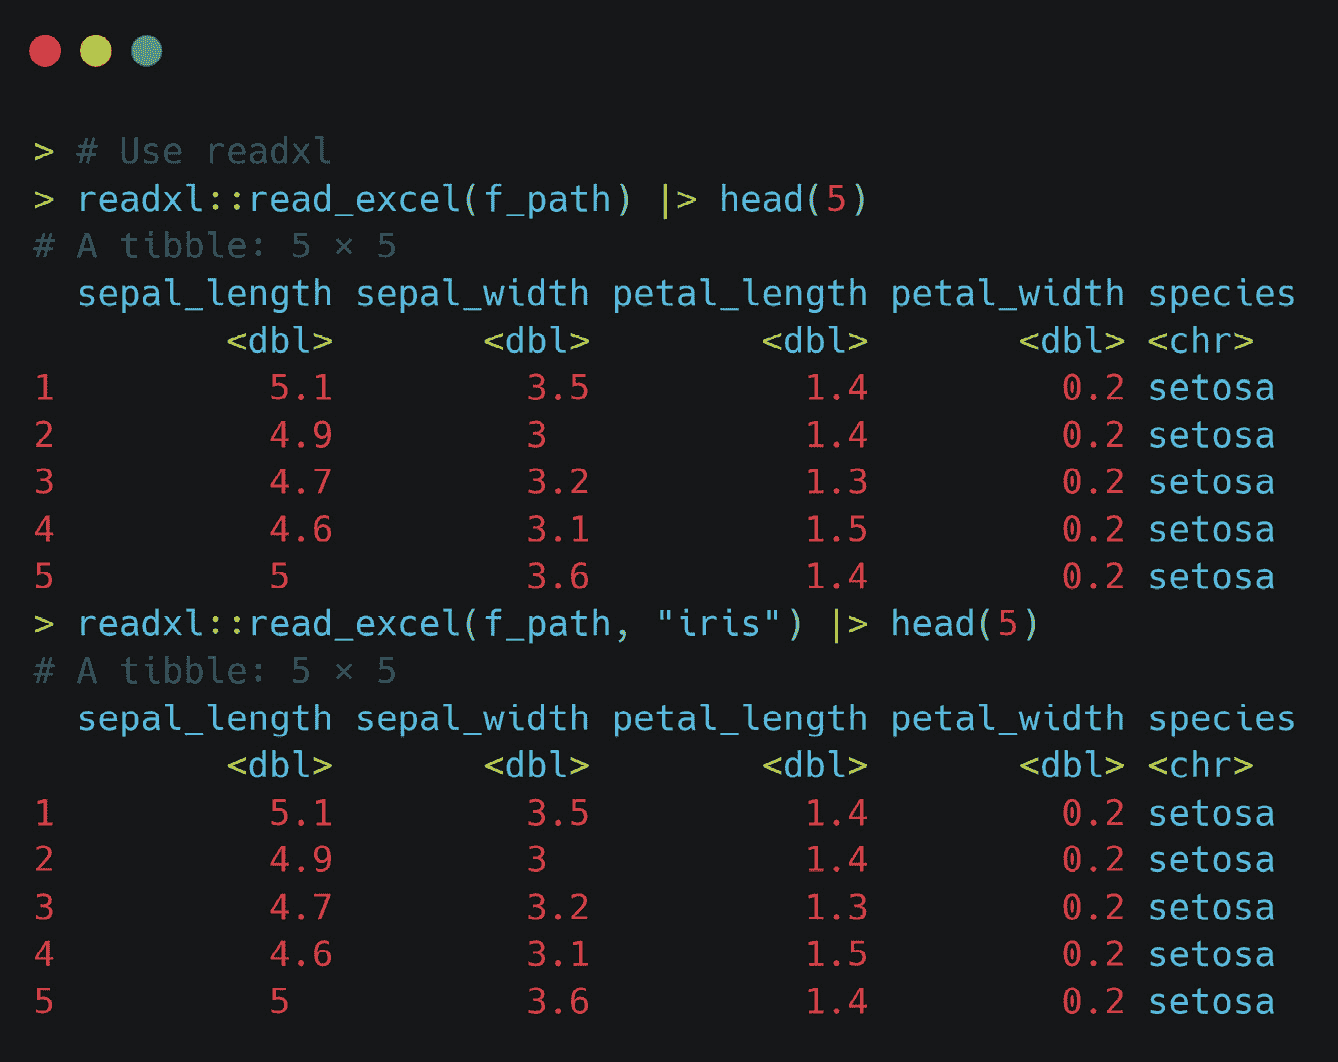 > # Use readxl
> readxl::read_excel(f_path) |> head(5)
# A tibble: 5 × 5
  sepal_length sepal_width petal_length petal_width species
         <dbl>       <dbl>        <dbl>       <dbl> <chr>
1          5.1         3.5          1.4         0.2 setosa
2          4.9         3            1.4         0.2 setosa
3          4.7         3.2          1.3         0.2 setosa
4          4.6         3.1          1.5         0.2 setosa
5          5           3.6          1.4         0.2 setosa
> readxl::read_excel(f_path, "iris") |> head(5)
# A tibble: 5 × 5
  sepal_length sepal_width petal_length petal_width species
         <dbl>       <dbl>        <dbl>       <dbl> <chr>
1          5.1         3.5          1.4         0.2 setosa
2          4.9         3            1.4         0.2 setosa
3          4.7         3.2          1.3         0.2 setosa
4          4.6         3.1          1.5         0.2 setosa
5          5           3.6          1.4         0.2 setosa